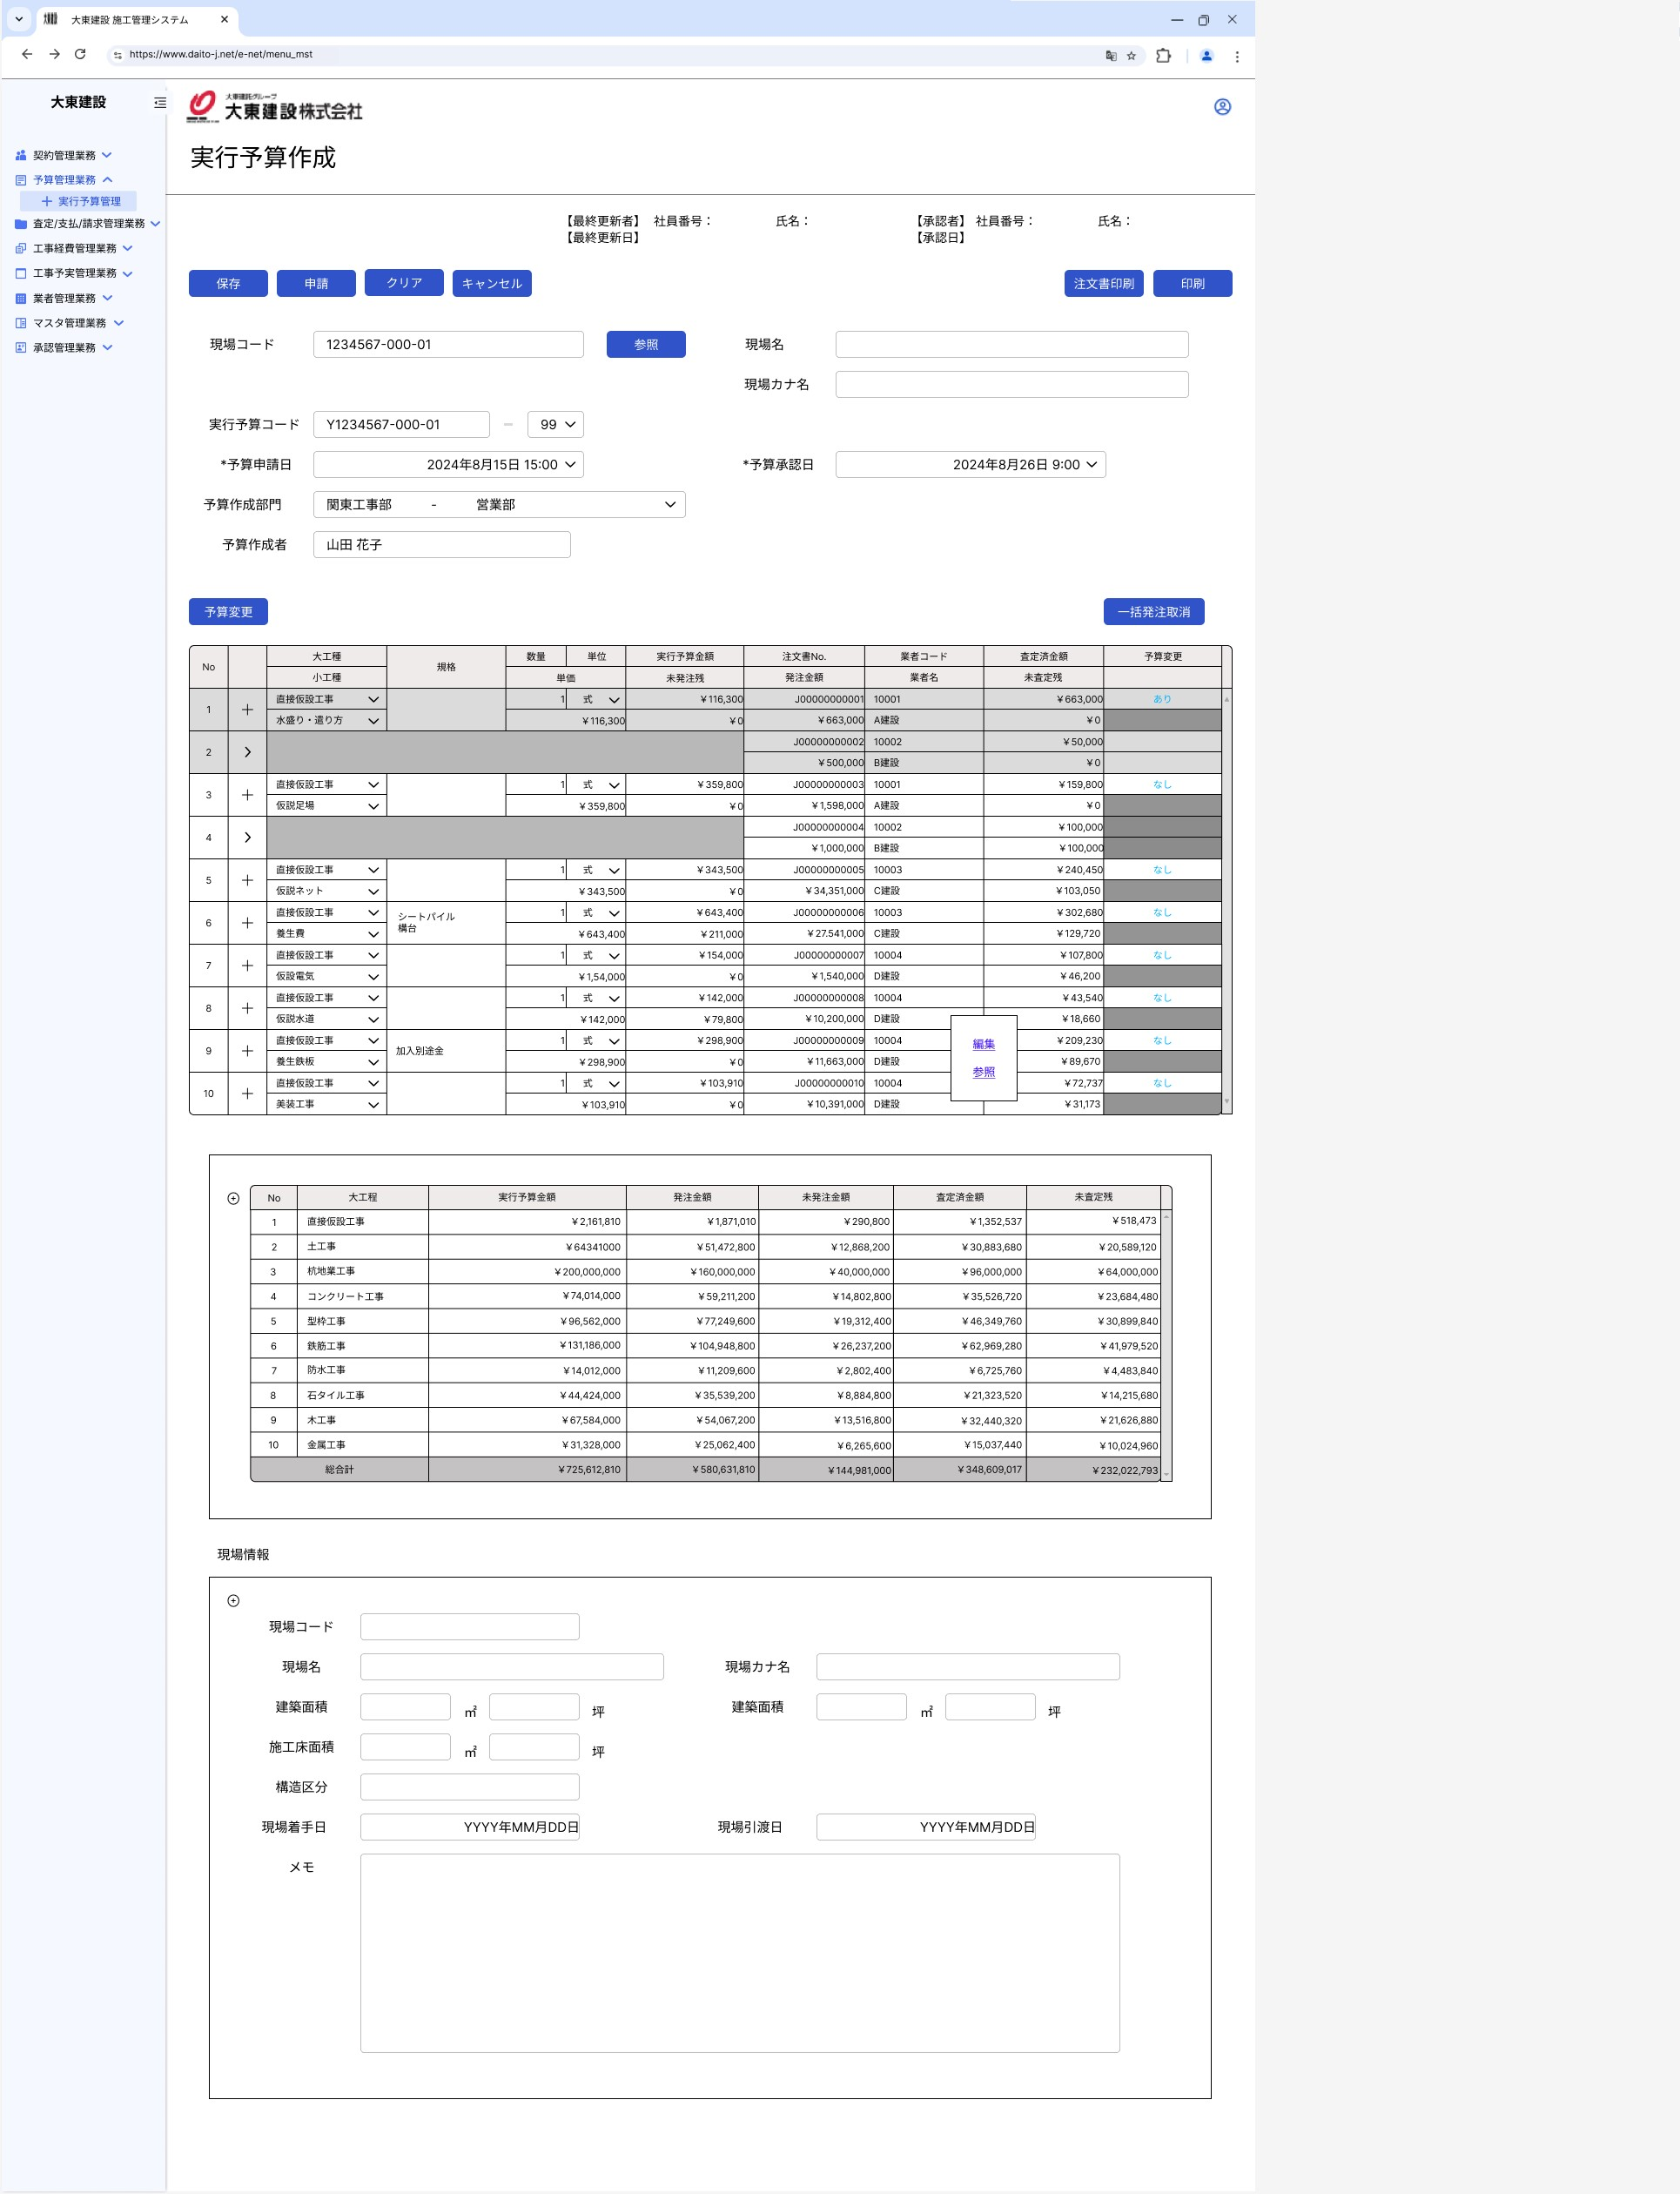 大東建設 施工管理システム
https://www.daito-j.net/e-net/menu_mst
大東建設
契約管理業務
予算管理業務
実行予算管理
査定/支払/請求管理業務
工事経費管理業務
工事予実管理業務
業者管理業務
マスタ管理業務
承認管理業務
大東建託グループ
大東建設株式会社
実行予算作成
【最終更新者】 社員番号： 氏名： 【承認者】 社員番号： 氏名：
【最終更新日】 【承認日】
保存 申請 クリア キャンセル 注文書印刷 印刷
現場コード 1234567-000-01 参照 現場名
現場カナ名
実行予算コード Y1234567-000-01 － 99
*予算申請日 2024年8月15日 15:00 *予算承認日 2024年8月26日 9:00
予算作成部門 関東工事部 - 営業部
予算作成者 山田 花子
予算変更 一括発注取消
No 大工種 規格 数量 単位 実行予算金額 注文書No. 業者コード 査定済金額 予算変更
小工種 単価 未発注残 発注金額 業者名 未査定残
1 + 直接仮設工事 1 式 ￥116,300 J00000000001 10001 ￥663,000 あり
水盛り・遣り方 ￥116,300 ￥0 ￥663,000 A建設 ￥0
2 > J00000000002 10002 ￥50,000
￥500,000 B建設 ￥0
3 + 直接仮設工事 1 式 ￥359,800 J00000000003 10001 ￥159,800 なし
仮説足場 ￥359,800 ￥0 ￥1,598,000 A建設 ￥0
4 > J00000000004 10002 ￥100,000
￥1,000,000 B建設 ￥100,000
5 + 直接仮設工事 1 式 ￥343,500 J00000000005 10003 ￥240,450 なし
仮説ネット ￥343,500 ￥0 ￥34,351,000 C建設 ￥103,050
6 + 直接仮設工事 シートパイル 1 式 ￥643,400 J00000000006 10003 ￥302,680 なし
養生費 構台 ￥643,400 ￥211,000 ￥27.541,000 C建設 ￥129,720
7 + 直接仮設工事 1 式 ￥154,000 J00000000007 10004 ￥107,800 なし
仮設電気 ￥1,54,000 ￥0 ￥1,540,000 D建設 ￥46,200
8 + 直接仮設工事 1 式 ￥142,000 J00000000008 10004 ￥43,540 なし
仮説水道 ￥142,000 ￥79,800 ￥10,200,000 D建設 ￥18,660
9 + 直接仮設工事 加入別途金 1 式 ￥298,900 J00000000009 10004 編集 ￥209,230 なし
養生鉄板 ￥298,900 ￥0 ￥11,663,000 D建設 参照 ￥89,670
10 + 直接仮設工事 1 式 ￥103,910 J00000000010 10004 ￥72,737 なし
美装工事 ￥103,910 ￥0 ￥10,391,000 D建設 ￥31,173
No 大工程 実行予算金額 発注金額 未発注金額 査定済金額 未査定残
1 直接仮設工事 ￥2,161,810 ￥1,871,010 ￥290,800 ￥1,352,537 ￥518,473
2 土工事 ￥64341000 ￥51,472,800 ￥12,868,200 ￥30,883,680 ￥20,589,120
3 杭地業工事 ￥200,000,000 ￥160,000,000 ￥40,000,000 ￥96,000,000 ￥64,000,000
4 コンクリート工事 ￥74,014,000 ￥59,211,200 ￥14,802,800 ￥35,526,720 ￥23,684,480
5 型枠工事 ￥96,562,000 ￥77,249,600 ￥19,312,400 ￥46,349,760 ￥30,899,840
6 鉄筋工事 ￥131,186,000 ￥104,948,800 ￥26,237,200 ￥62,969,280 ￥41,979,520
7 防水工事 ￥14,012,000 ￥11,209,600 ￥2,802,400 ￥6,725,760 ￥4,483,840
8 石タイル工事 ￥44,424,000 ￥35,539,200 ￥8,884,800 ￥21,323,520 ￥14,215,680
9 木工事 ￥67,584,000 ￥54,067,200 ￥13,516,800 ￥32,440,320 ￥21,626,880
10 金属工事 ￥31,328,000 ￥25,062,400 ￥6,265,600 ￥15,037,440 ￥10,024,960
総合計 ￥725,612,810 ￥580,631,810 ￥144,981,000 ￥348,609,017 ￥232,022,793
現場情報
現場コード
現場名 現場カナ名
建築面積 ㎡ 坪 建築面積 ㎡ 坪
施工床面積 ㎡ 坪
構造区分
現場着手日 YYYY年MM月DD日 現場引渡日 YYYY年MM月DD日
メモ